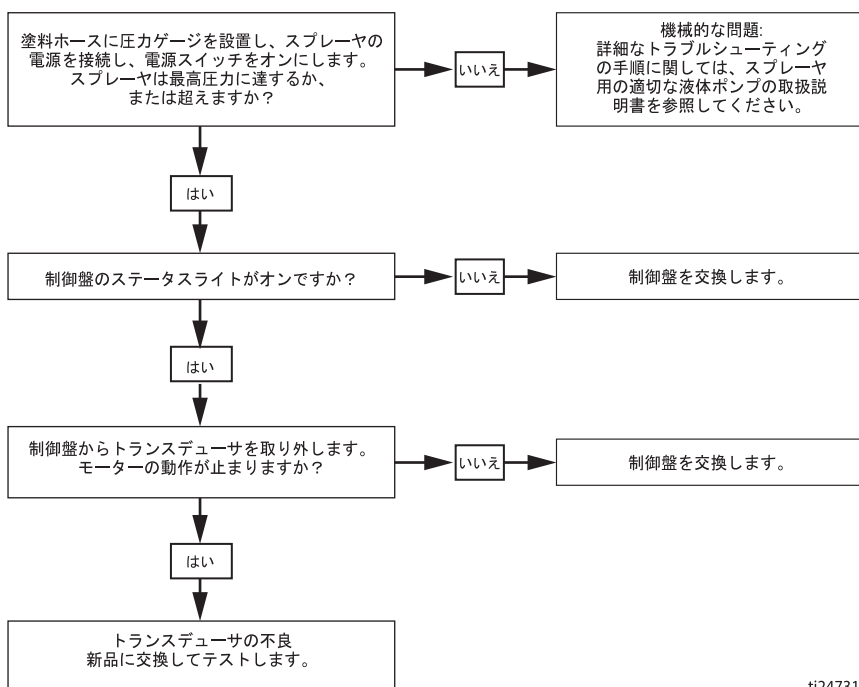 塗料ホースに圧力ゲージを設置し、スプレーヤの
電源を接続し、電源スイッチをオンにします。
スプレーヤは最高圧力に達するか、
または超えますか？
いいえ
機械的な問題:
詳細なトラブルシューティング
の手順に関しては、スプレーヤ
用の適切な液体ポンプの取扱説
明書を参照してください。
はい
制御盤のステータスライトがオンですか？
いいえ
制御盤を交換します。
はい
制御盤からトランスデューサを取り外します。
モーターの動作が止まりますか？
いいえ
制御盤を交換します。
はい
トランスデューサの不良
新品に交換してテストします。
ti24731a